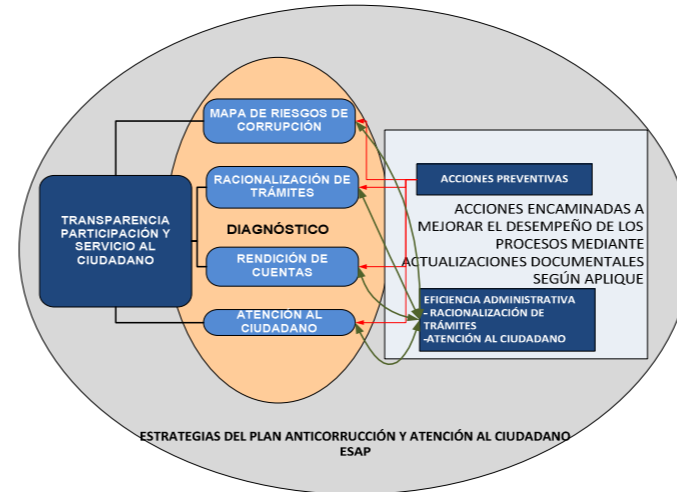 MAPA DE RIESGOS DE
CORRUPCIÓN
RACIONALIZACIÓN DE
TRÁMITES
TRANSPARENCIA
PARTICIPACIÓN Y
SERVICIO AL
CIUDADANO
DIAGNÓSTICO
RENDICIÓN DE
CUENTAS
ATENCIÓN AL
CIUDADANO
ACCIONES PREVENTIVAS
ACCIONES ENCAMINADAS A
MEJORAR EL DESEMPEÑO DE LOS
PROCESOS MEDIANTE
ACTUALIZACIONES DOCUMENTALES
SEGÚN APLIQUE
EFICIENCIA ADMINISTRATIVA
- RACIONALIZACIÓN DE
TRÁMITES
-ATENCIÓN AL CIUDADANO
ESTRATEGIAS DEL PLAN ANTICORRUCCIÓN Y ATENCIÓN AL CIUDADANO
ESAP